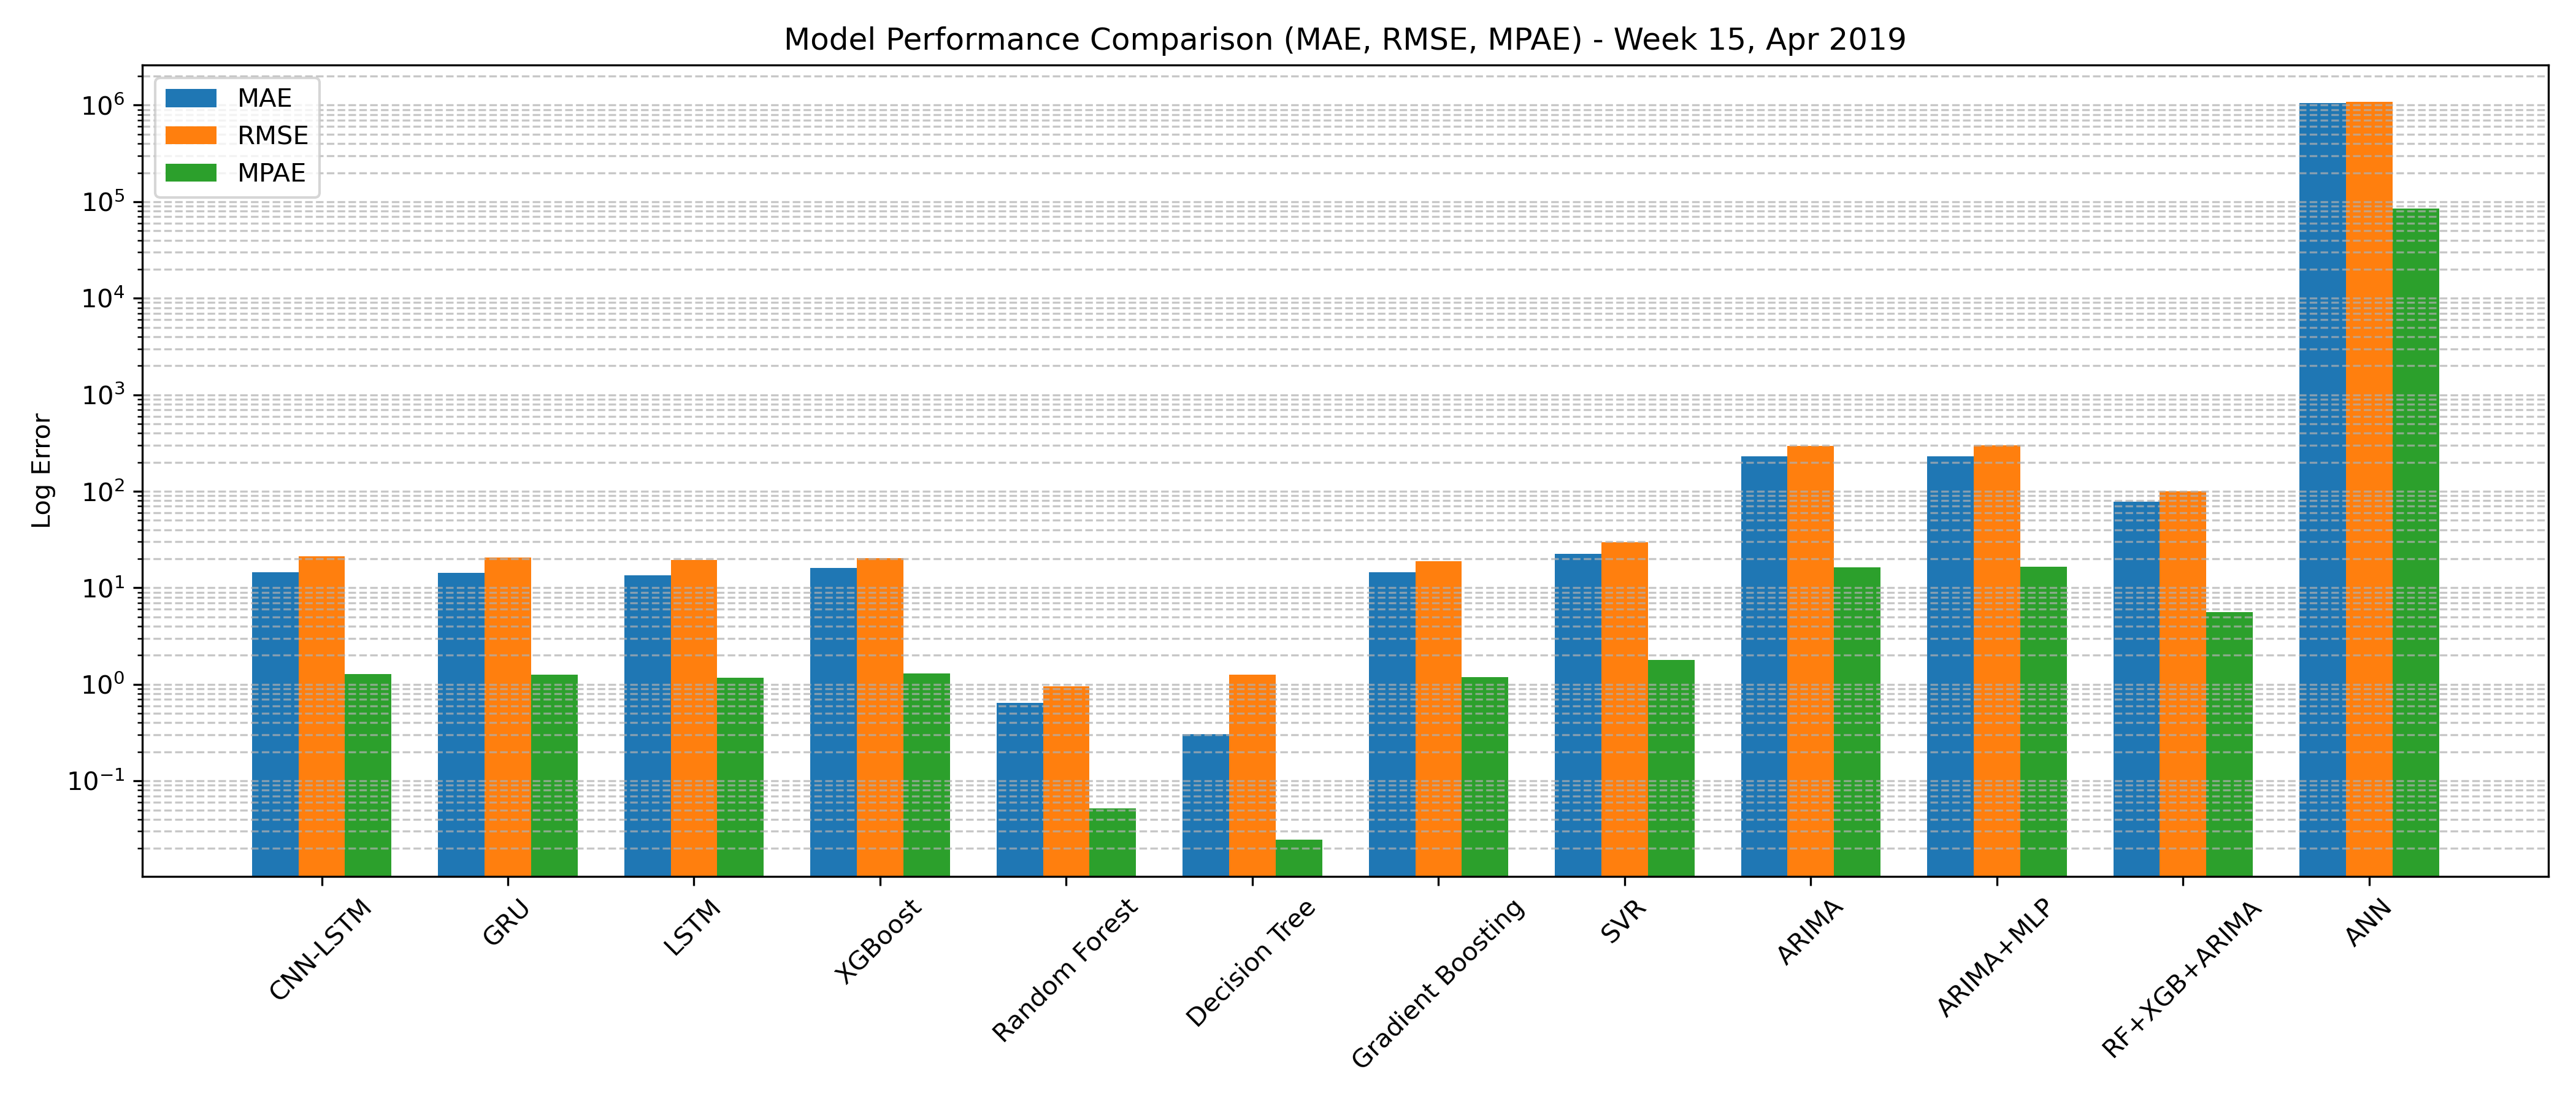 Model Performance Comparison (MAE, RMSE, MPAE) - Week 15, Apr 2019
MAE
RMSE
MPAE
Log Error
10⁶
10⁵
10⁴
10³
10²
10¹
10⁰
10⁻¹
CNN-LSTM
GRU
LSTM
XGBoost
Random Forest
Decision Tree
Gradient Boosting
SVR
ARIMA
ARIMA+MLP
RF+XGB+ARIMA
ANN